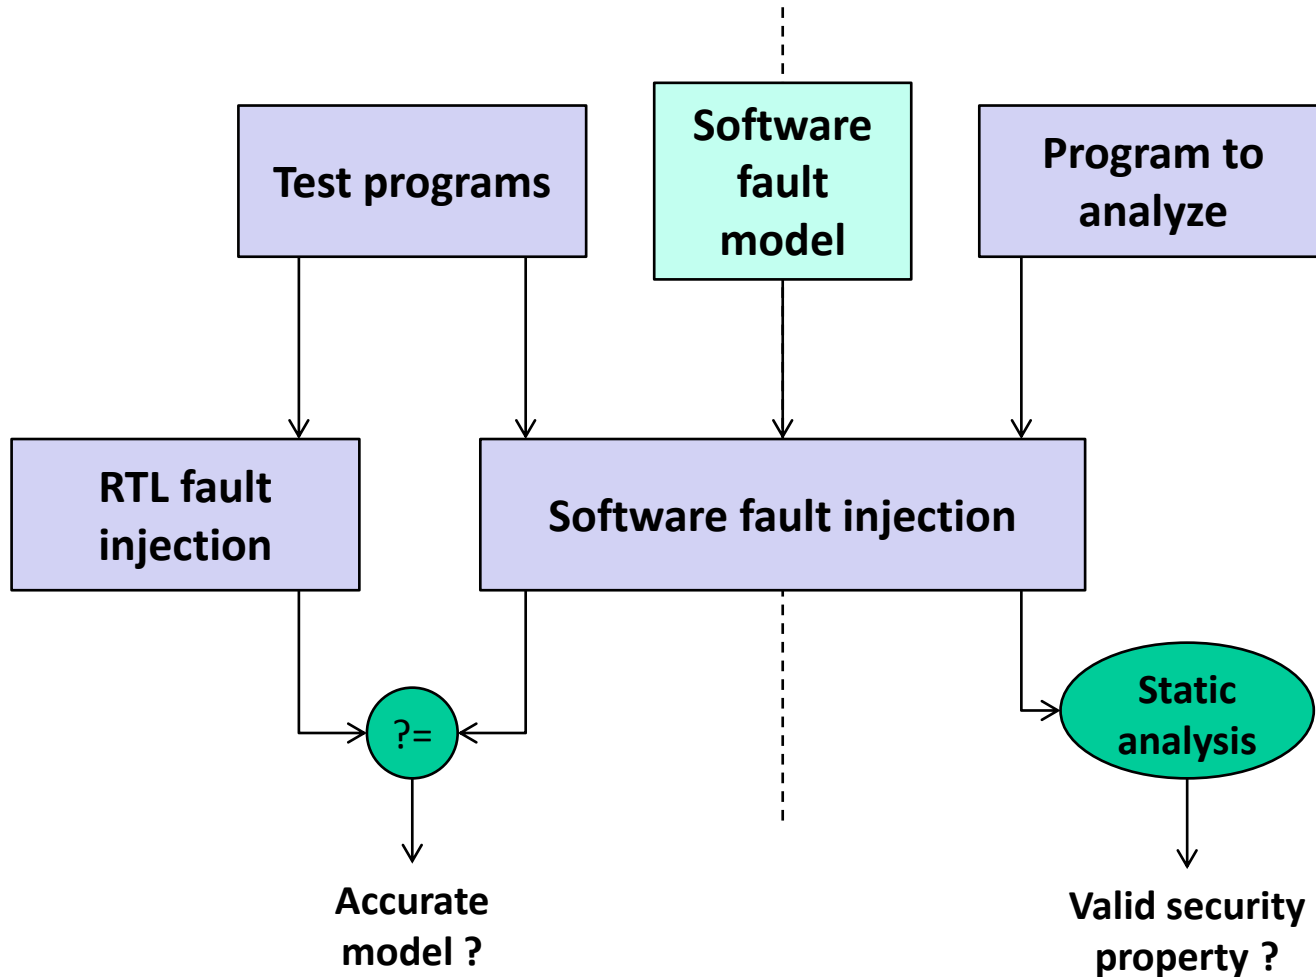 Test programs
Software
fault
model
Program to
analyze
RTL fault
injection
Software fault injection
?=
Static
analysis
Accurate
model ?
Valid security
property ?